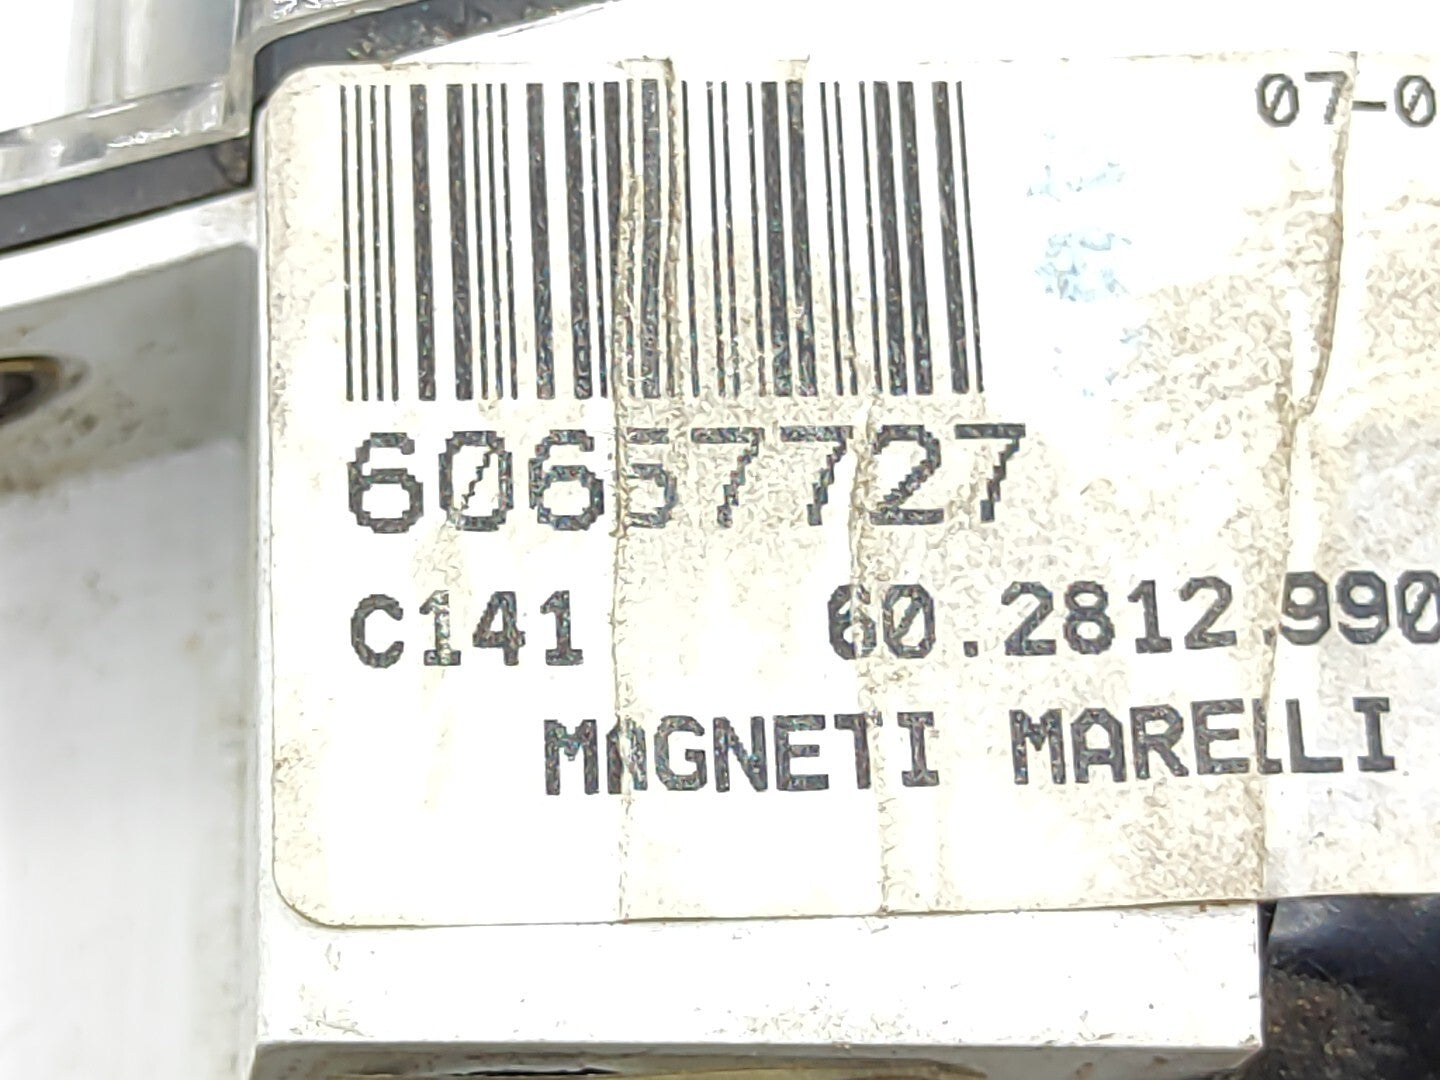 07-0
60657727
C141 60.2812.990
MAGNETI MARELLI